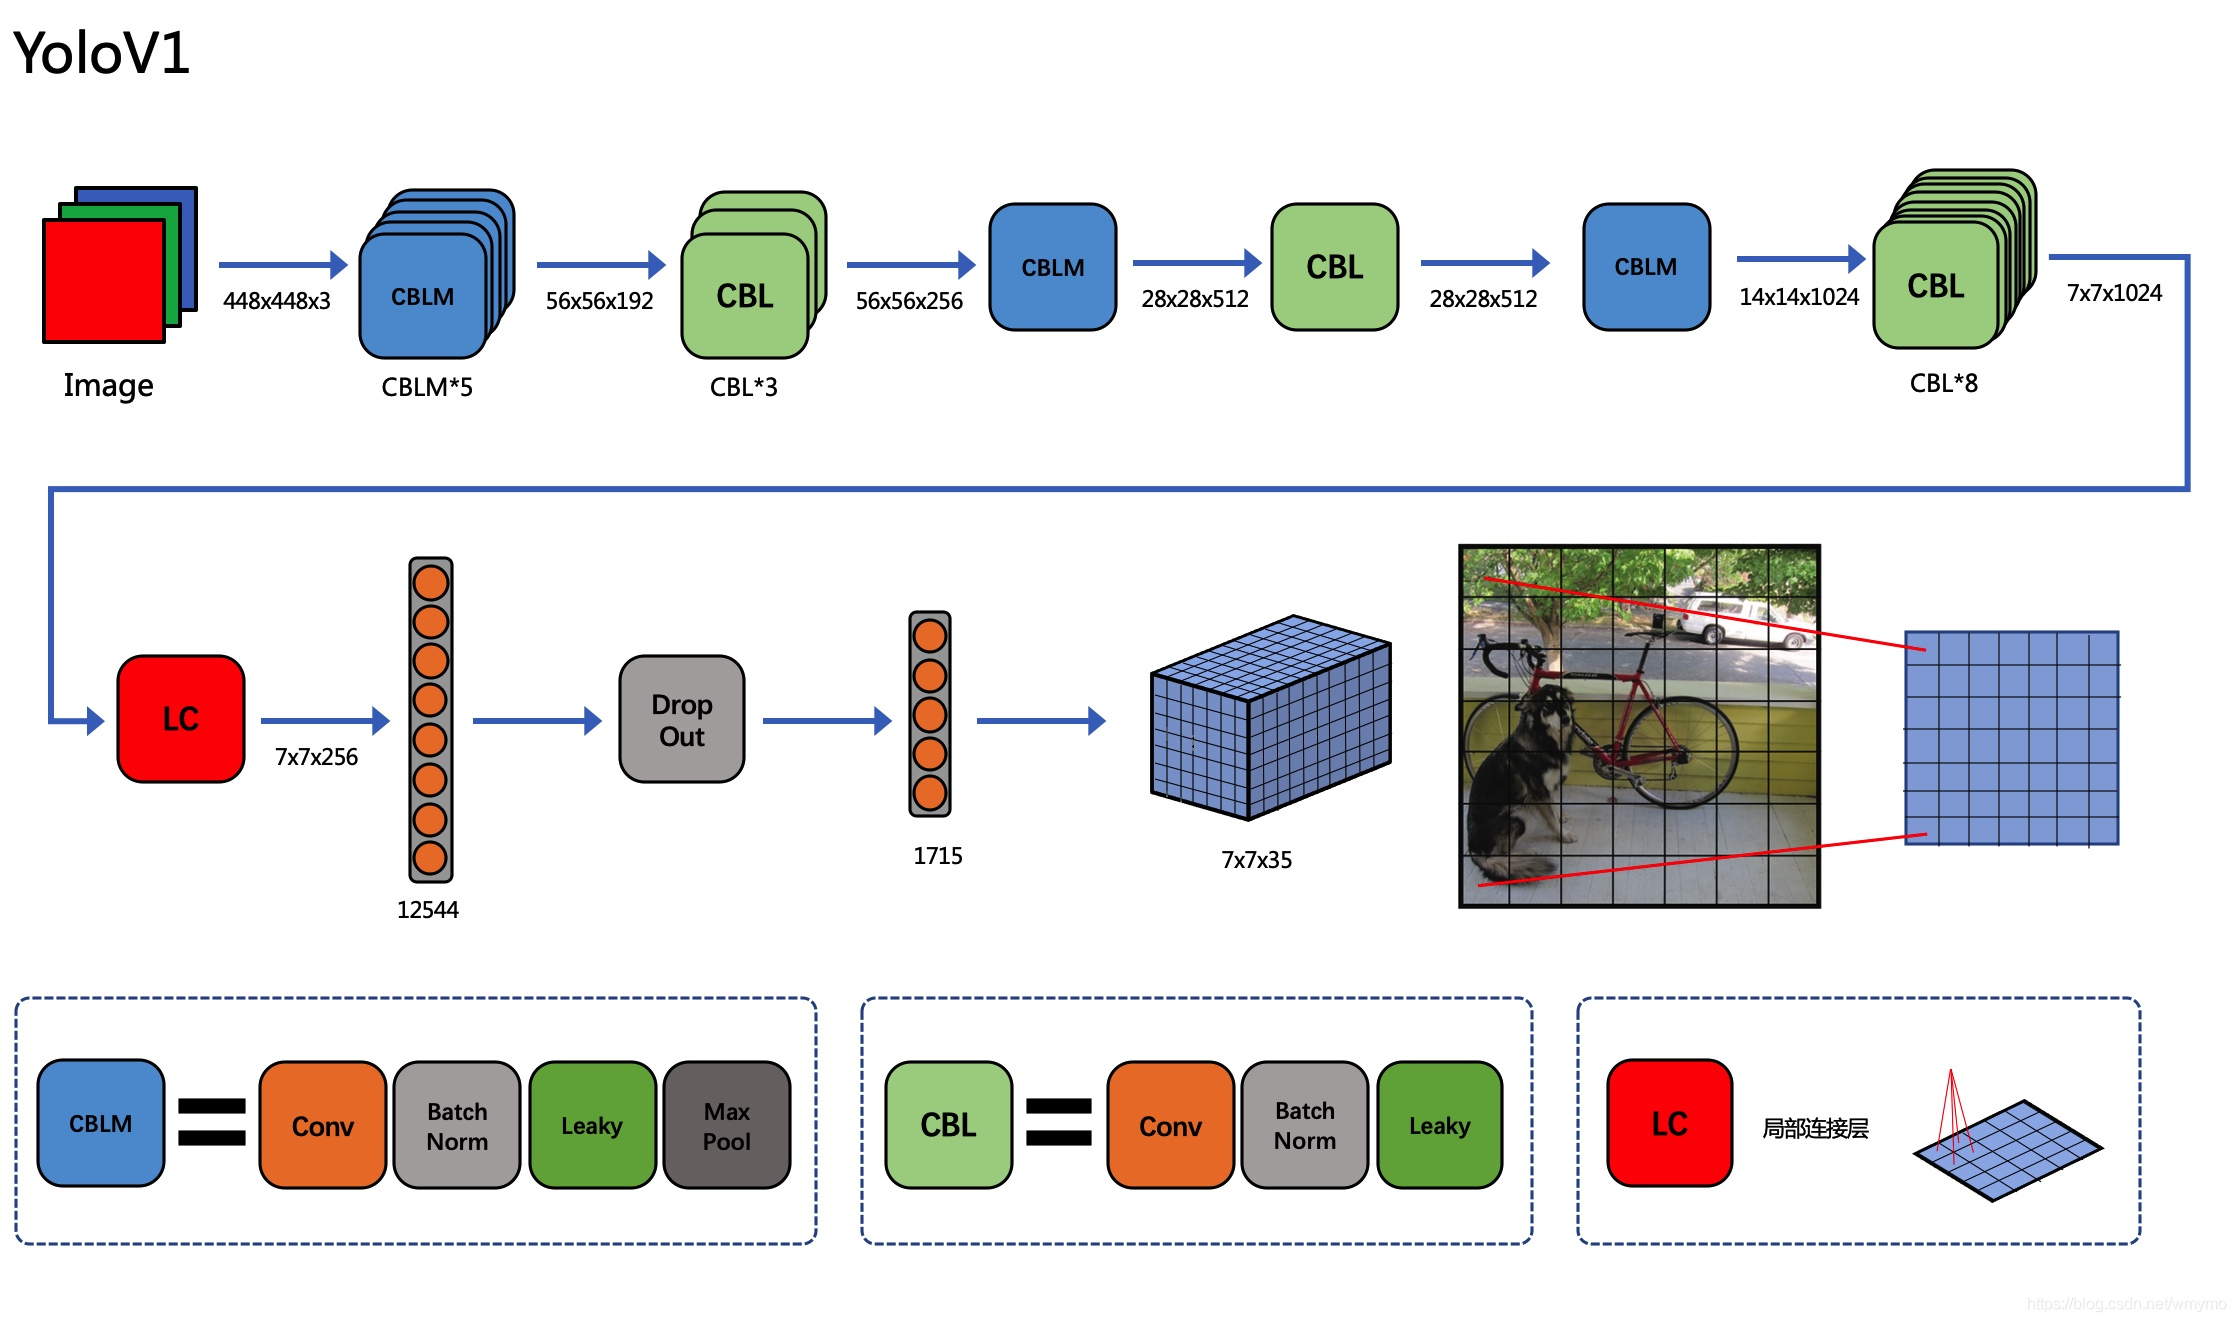 YoloV1
448x448x3
CBLM
56x56x192
CBL
56x56x256
CBLM
28x28x512
CBL
28x28x512
CBLM
14x14x1024
CBL
7x7x1024
Image
CBLM*5
CBL*3
CBL*8
LC
7x7x256
12544
Drop
Out
1715
7x7x35
CBLM
Conv
Batch
Norm
Leaky
Max
Pool
CBL
Conv
Batch
Norm
Leaky
LC
局部连接层
https://blog.csdn.net/wmymo